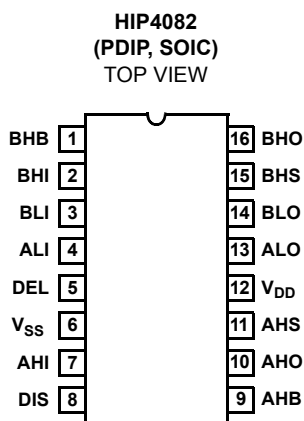 HIP4082
(PDIP, SOIC)
TOP VIEW
BHB 1 16 BHO
BHI 2 15 BHS
BLI 3 14 BLO
ALI 4 13 ALO
DEL 5 12 VDD
VSS 6 11 AHS
AHI 7 10 AHO
DIS 8 9 AHB